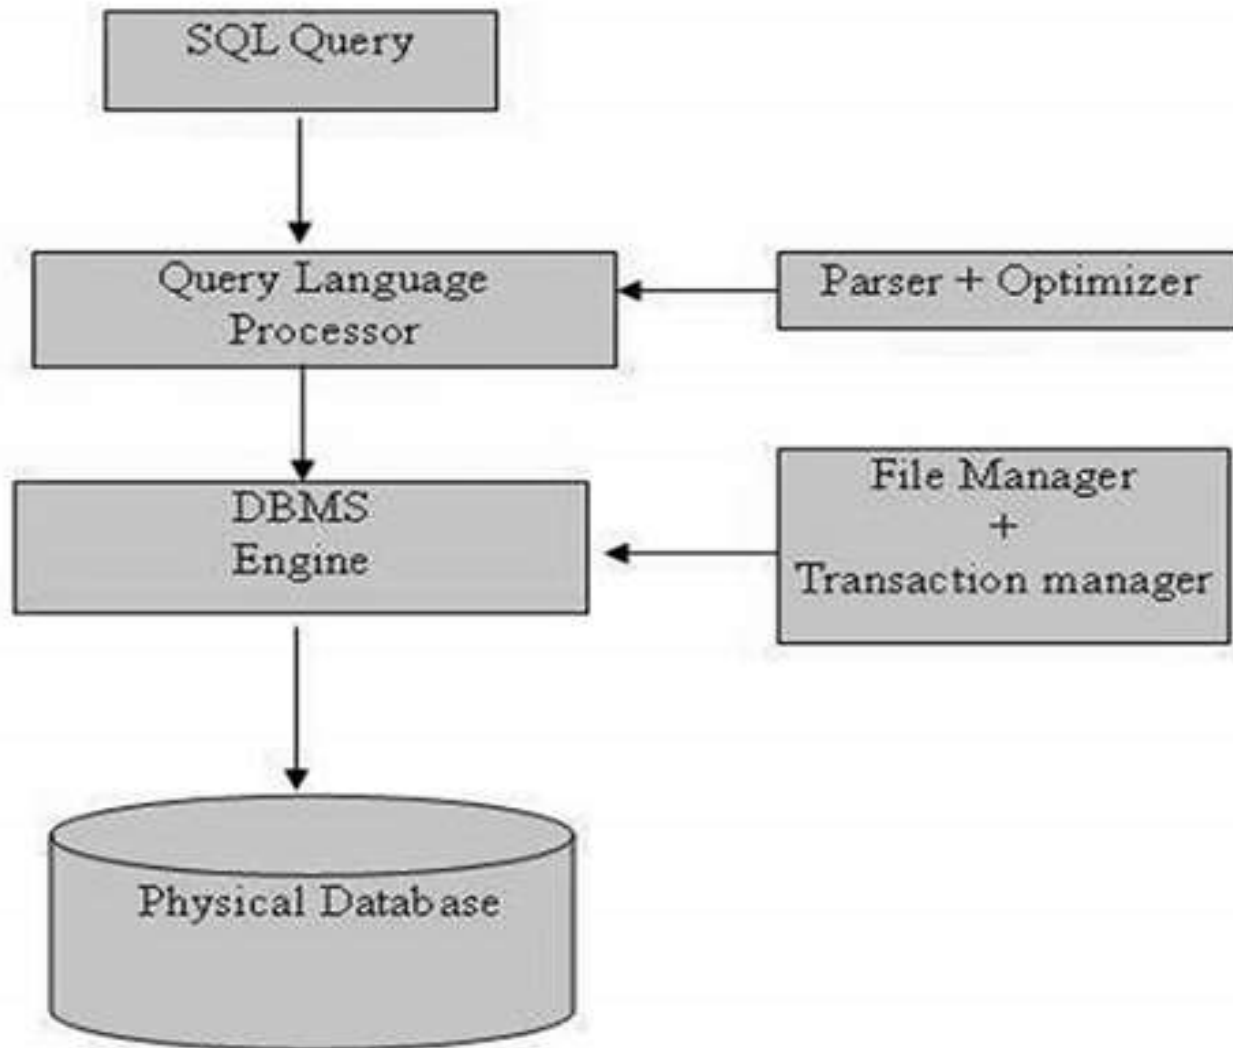 SQL Query
Query Language
Processor
Parser + Optimizer
DBMS
Engine
File Manager
+
Transaction manager
Physical Database